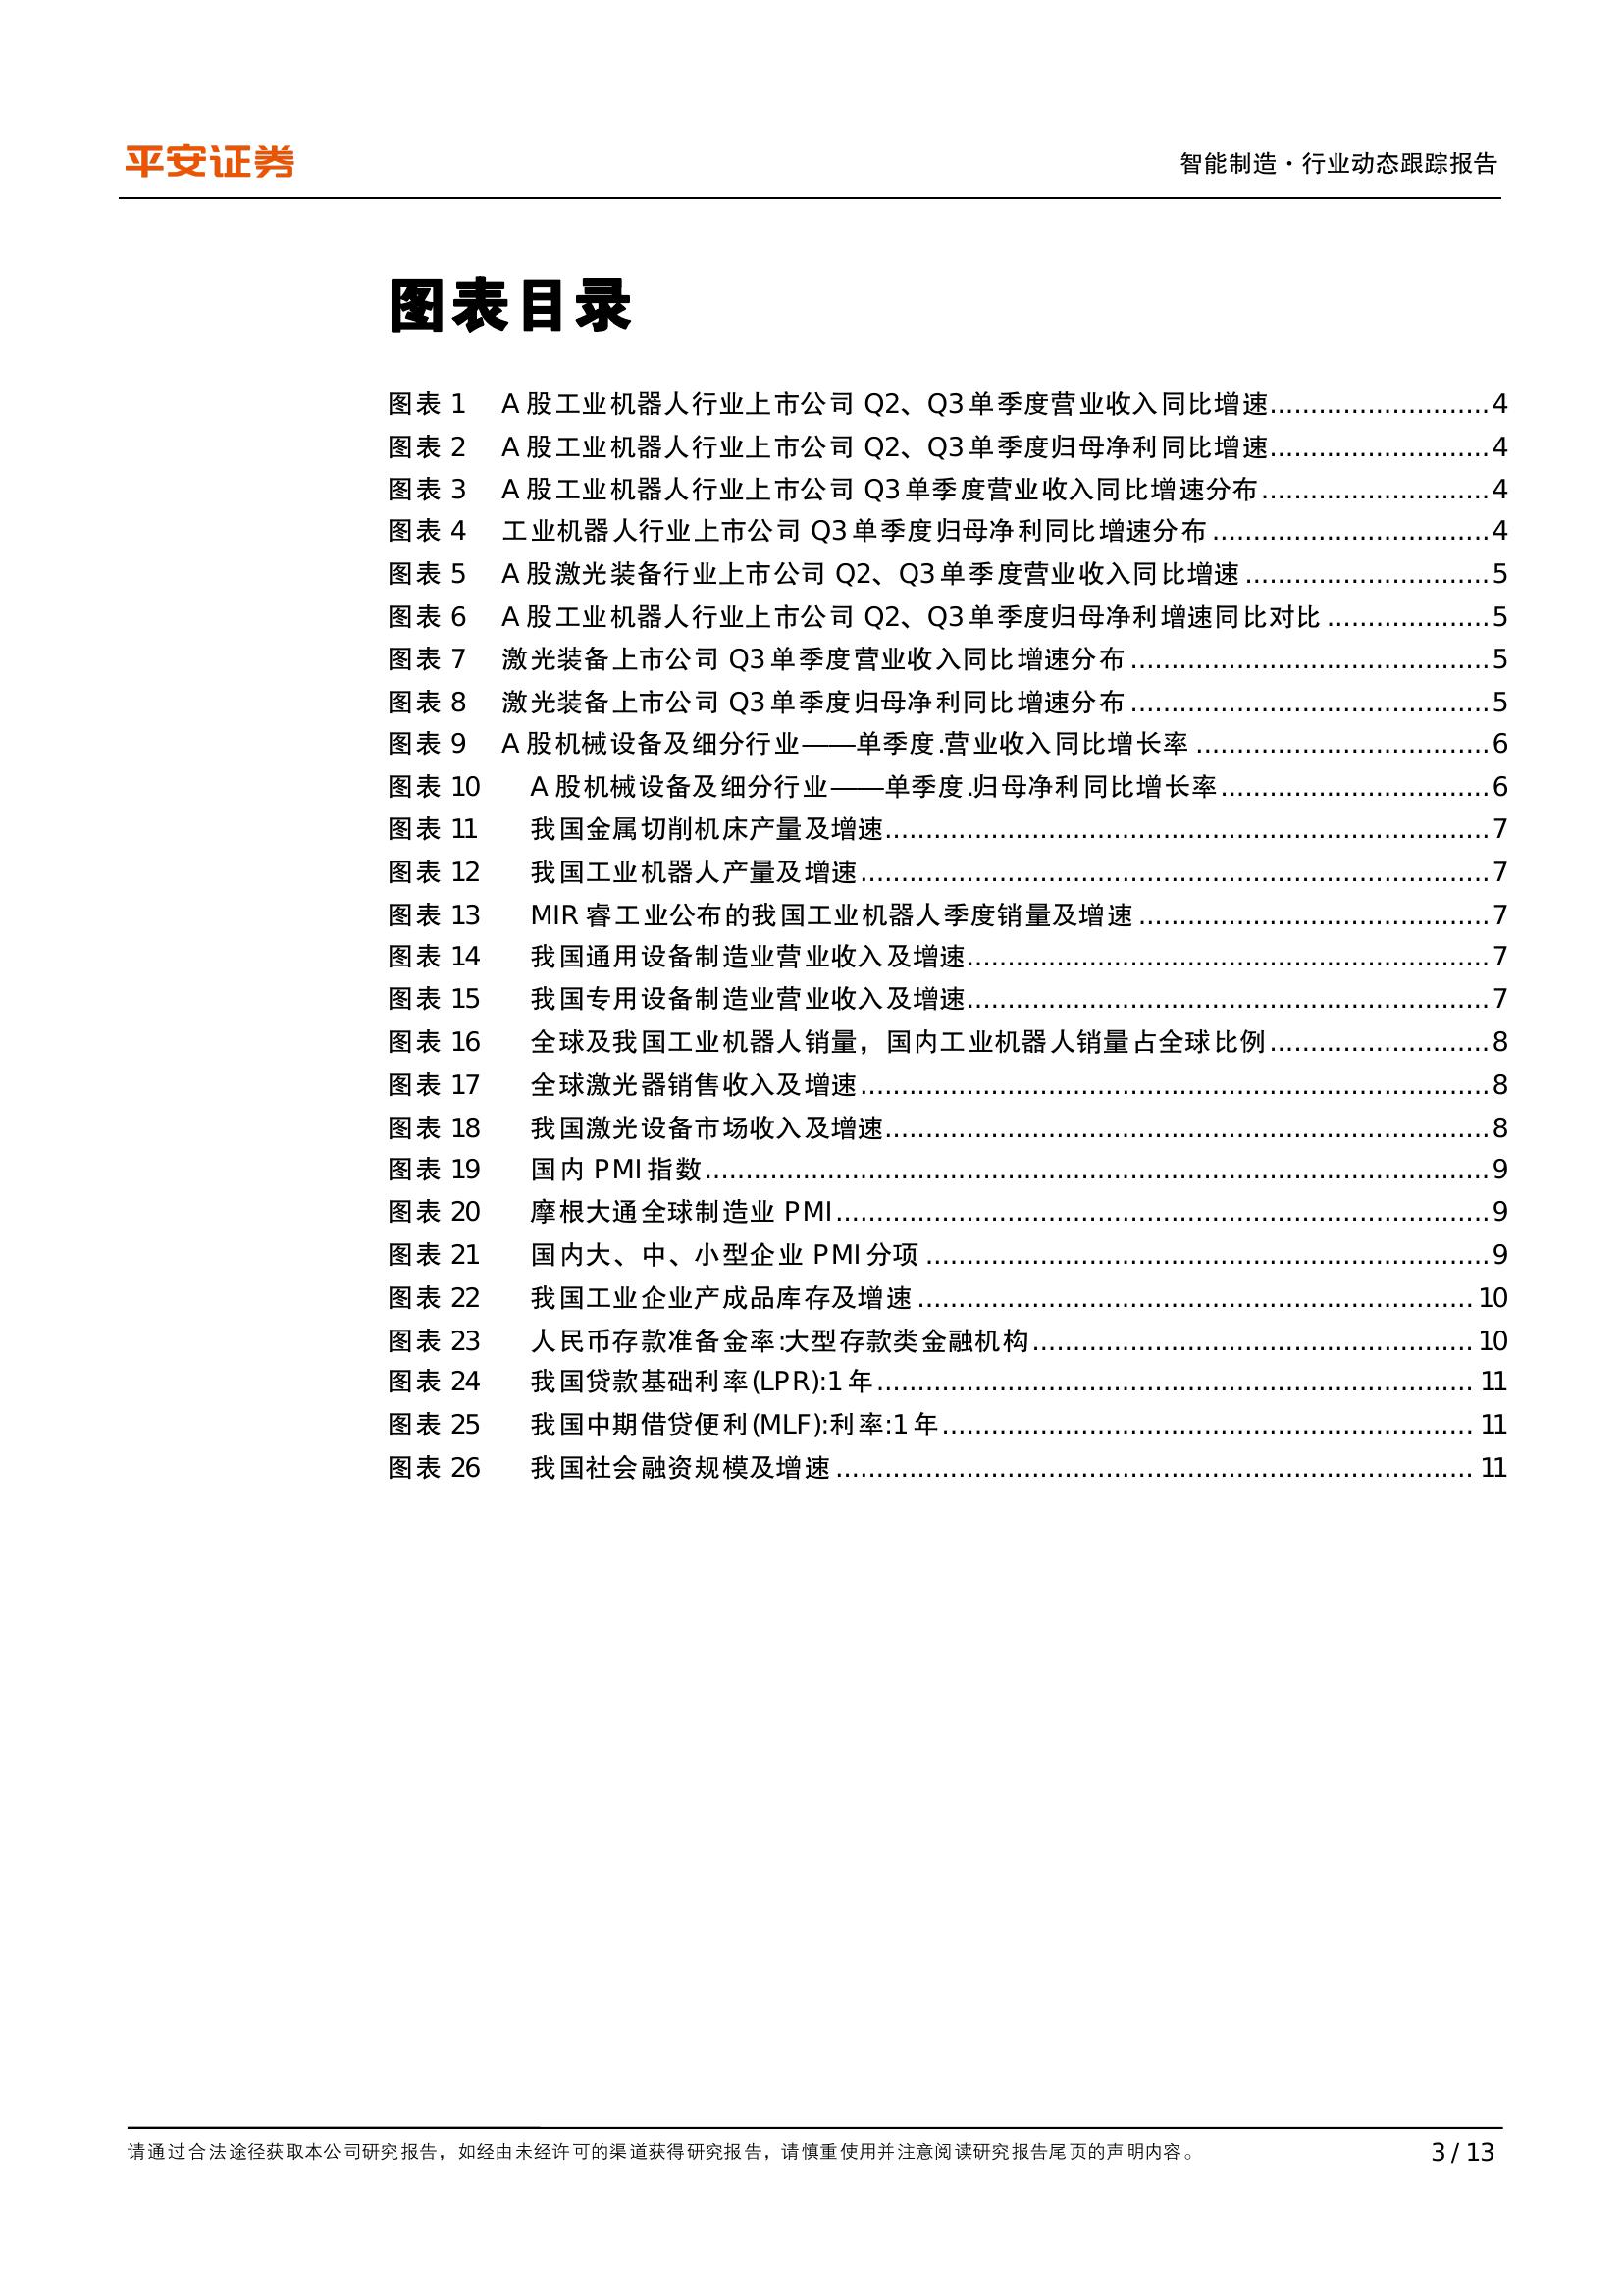 平安证券
智能制造·行业动态跟踪报告
图表目录
图表 1 A 股工业机器人行业上市公司 Q2、Q3 单季度营业收入同比增速 4
图表 2 A 股工业机器人行业上市公司 Q2、Q3 单季度归母净利同比增速 4
图表 3 A 股工业机器人行业上市公司 Q3 单季度营业收入同比增速分布 4
图表 4 工业机器人行业上市公司 Q3 单季度归母净利同比增速分布 4
图表 5 A 股激光装备行业上市公司 Q2、Q3 单季度营业收入同比增速 5
图表 6 A 股工业机器人行业上市公司 Q2、Q3 单季度归母净利增速同比对比 5
图表 7 激光装备上市公司 Q3 单季度营业收入同比增速分布 5
图表 8 激光装备上市公司 Q3 单季度归母净利同比增速分布 5
图表 9 A 股机械设备及细分行业——单季度.营业收入同比增长率 6
图表 10 A 股机械设备及细分行业——单季度.归母净利同比增长率 6
图表 11 我国金属切削机床产量及增速 7
图表 12 我国工业机器人产量及增速 7
图表 13 MIR 睿工业公布的我国工业机器人季度销量及增速 7
图表 14 我国通用设备制造业营业收入及增速 7
图表 15 我国专用设备制造业营业收入及增速 7
图表 16 全球及我国工业机器人销量，国内工业机器人销量占全球比例 8
图表 17 全球激光器销售收入及增速 8
图表 18 我国激光设备市场收入及增速 8
图表 19 国内 PMI 指数 9
图表 20 摩根大通全球制造业 PMI 9
图表 21 国内大、中、小型企业 PMI 分项 9
图表 22 我国工业企业产成品库存及增速 10
图表 23 人民币存款准备金率:大型存款类金融机构 10
图表 24 我国贷款基础利率(LPR):1 年 11
图表 25 我国中期借贷便利(MLF):利率:1 年 11
图表 26 我国社会融资规模及增速 11
请通过合法途径获取本公司研究报告，如经由未经许可的渠道获得研究报告，请慎重使用并注意阅读研究报告尾页的声明内容。
3 / 13